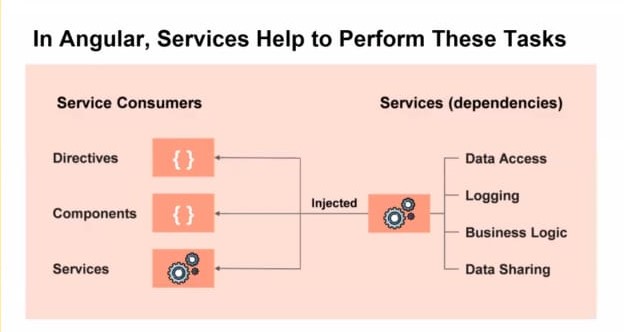 In Angular, Services Help to Perform These Tasks
Service Consumers
Services (dependencies)
Directives
{ }
Components
{ }
Services
Injected
Data Access
Logging
Business Logic
Data Sharing